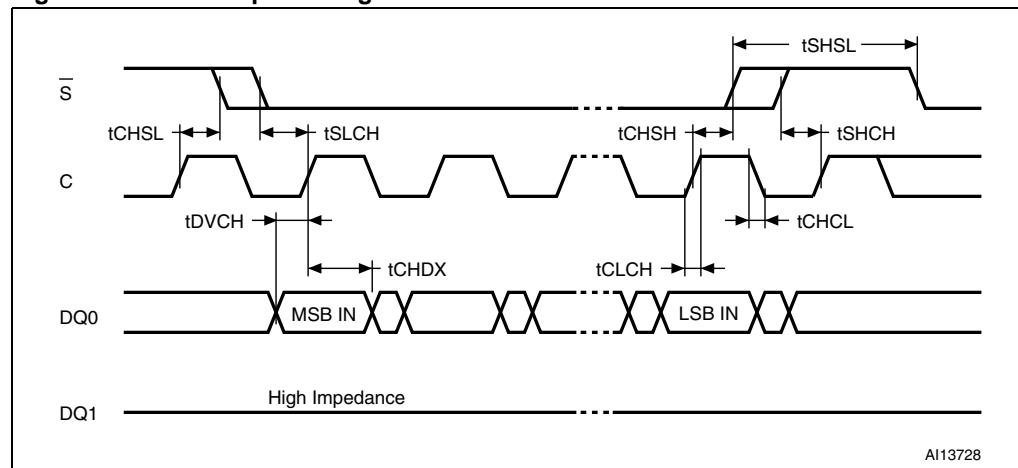 tSHSL
S
tCHSL
tSLCH
tCHSH
tSHCH
C
tDVCH
tCHCL
tCHDX
tCLCH
DQ0
MSB IN
LSB IN
High Impedance
DQ1
AI13728